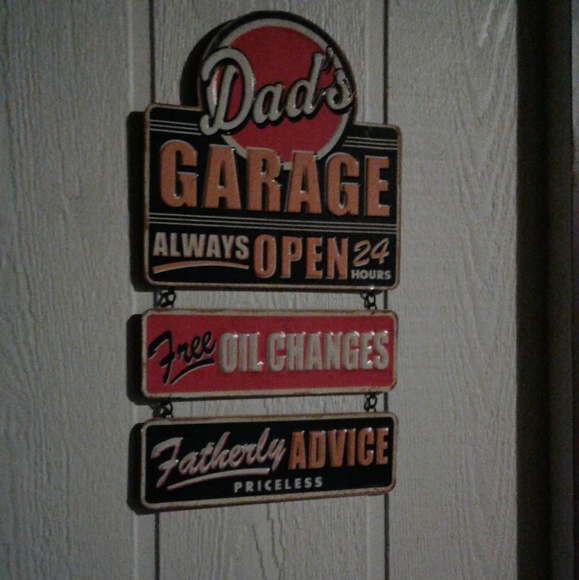 Dad's
GARAGE
ALWAYS OPEN 24 HOURS
Free OIL CHANGES
Fatherly ADVICE
PRICELESS